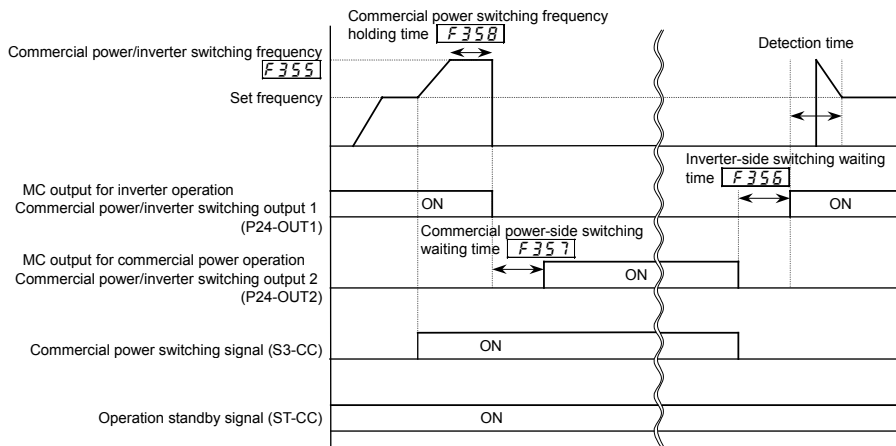 Commercial power switching frequency
holding time F358
Commercial power/inverter switching frequency
F355
Detection time
Set frequency
Inverter-side switching waiting
time F356
MC output for inverter operation
Commercial power/inverter switching output 1
(P24-OUT1)
ON
ON
Commercial power-side switching
waiting time F357
MC output for commercial power operation
Commercial power/inverter switching output 2
(P24-OUT2)
ON
Commercial power switching signal (S3-CC)
ON
Operation standby signal (ST-CC)
ON